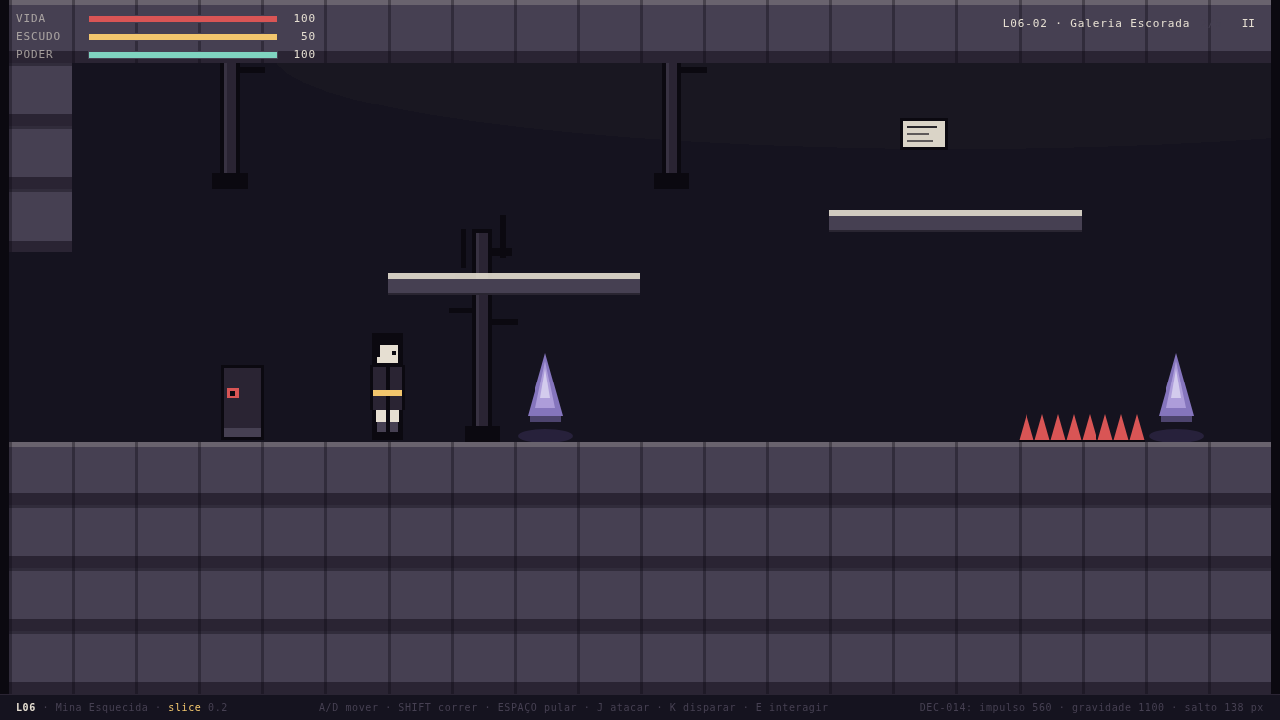 VIDA 100
ESCUDO 50
PODER 100
L06-02 · Galeria Escorada II
L06 · Mina Esquecida · slice 0.2
A/D mover · SHIFT correr · ESPAÇO pular · J atacar · K disparar · E interagir
DEC-014: impulso 560 · gravidade 1100 · salto 138 px